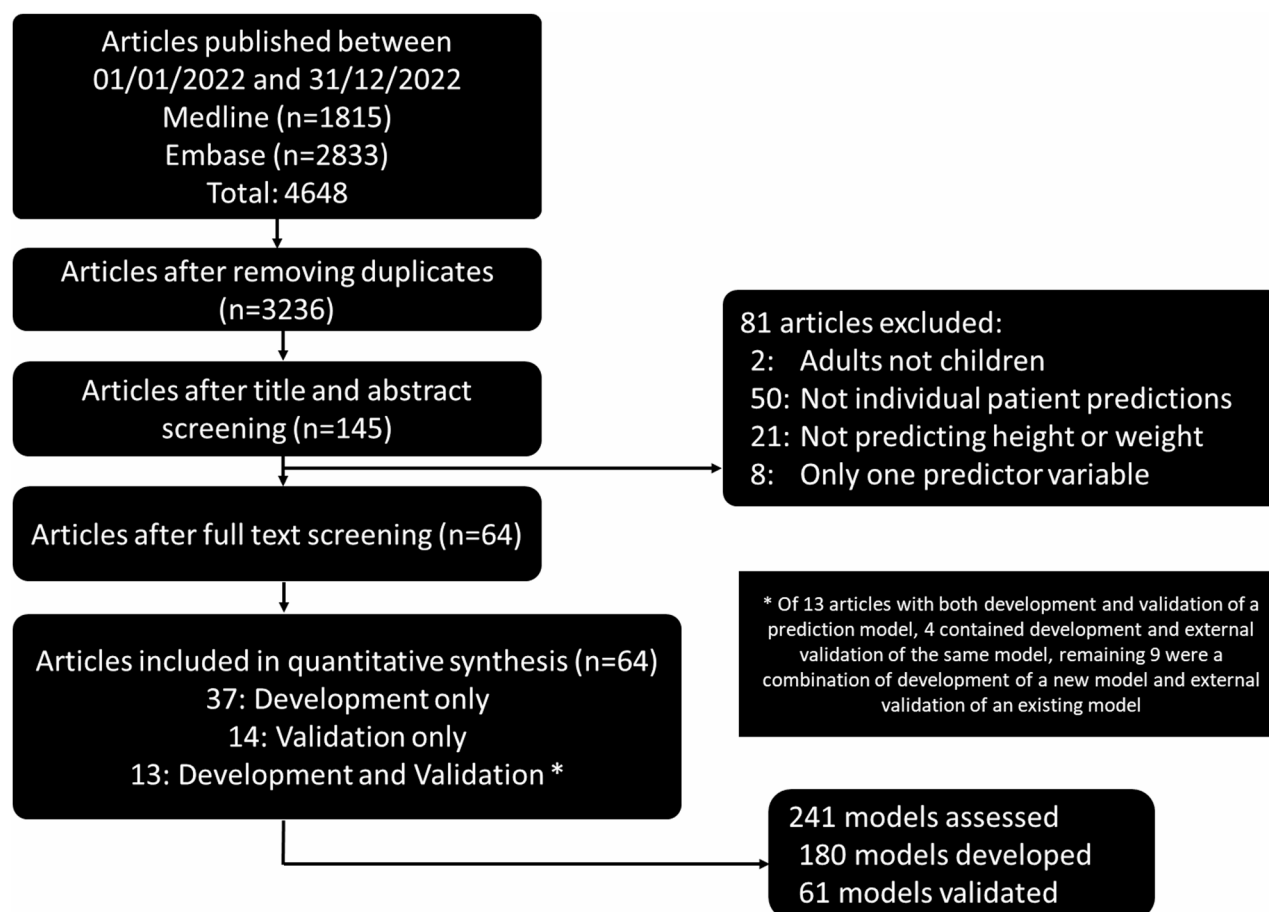 Articles published between
01/01/2022 and 31/12/2022
Medline (n=1815)
Embase (n=2833)
Total: 4648
Articles after removing duplicates
(n=3236)
Articles after title and abstract
screening (n=145)
81 articles excluded:
2: Adults not children
50: Not individual patient predictions
21: Not predicting height or weight
8: Only one predictor variable
Articles after full text screening (n=64)
Articles included in quantitative synthesis (n=64)
37: Development only
14: Validation only
13: Development and Validation *
* Of 13 articles with both development and validation of a
prediction model, 4 contained development and external
validation of the same model, remaining 9 were a
combination of development of a new model and external
validation of an existing model
241 models assessed
180 models developed
61 models validated